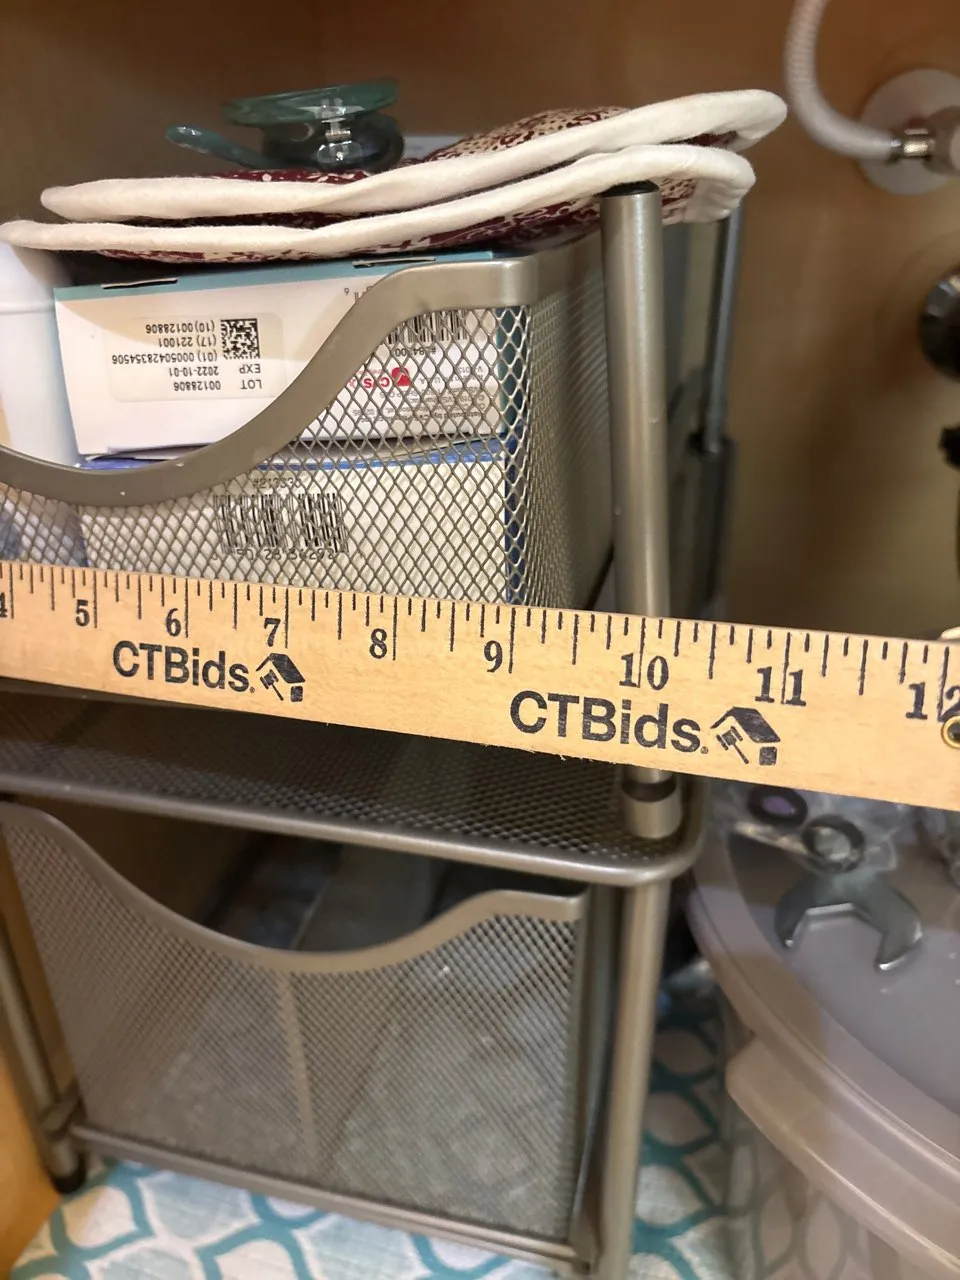 (10)00128806
(17) 221001
(01) 00050428354506
LOT 00128806
EXP 2022-10-01
4 5 6 7 8 9 10 11 12
CTBids.
CTBids.